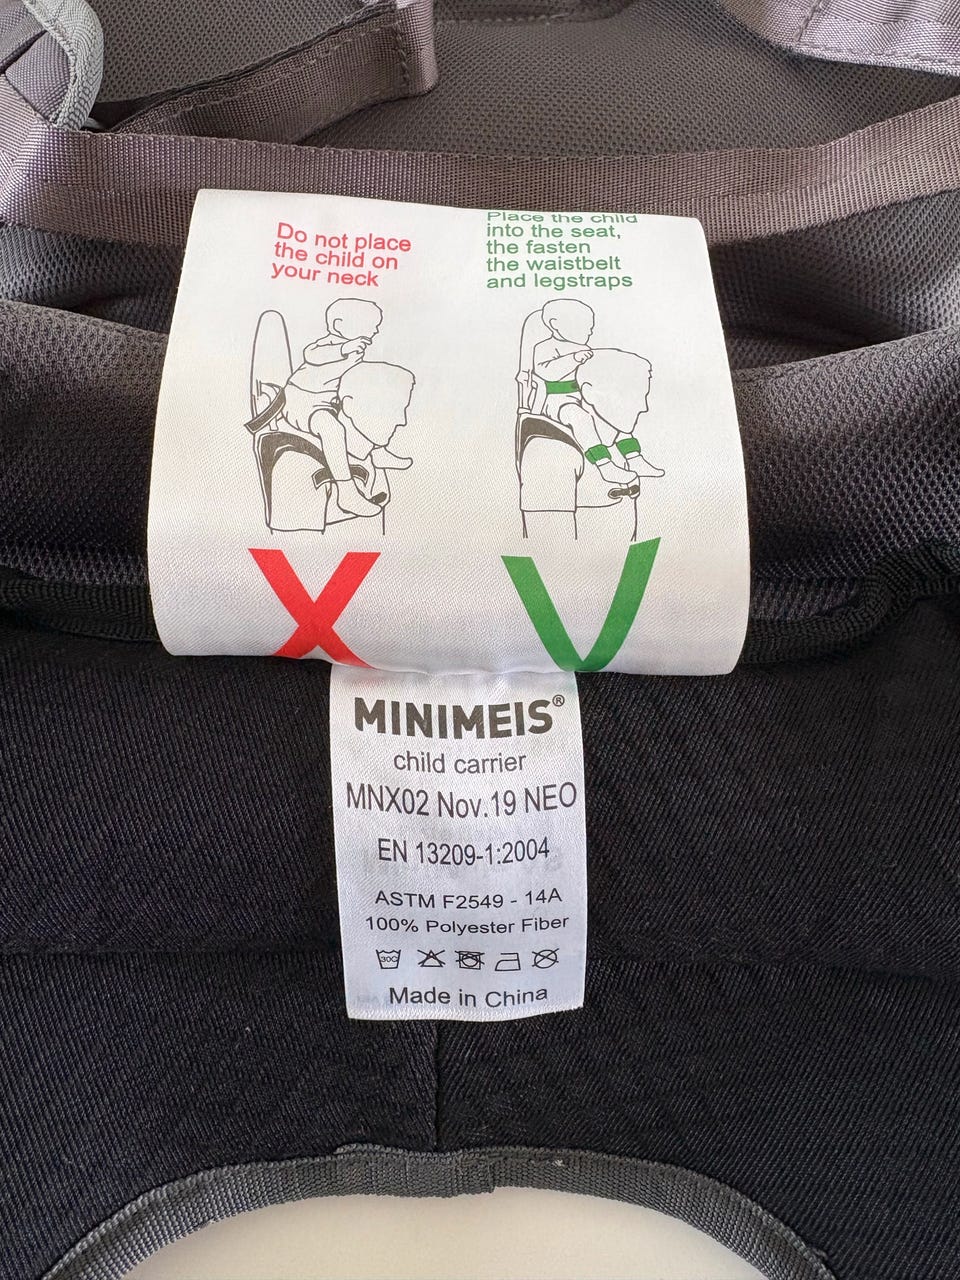 Do not place
the child on
your neck
Place the child
into the seat,
the fasten
the waistbelt
and legstraps
X
V
MINIMEIS®
child carrier
MNX02 Nov.19 NEO
EN 13209-1:2004
ASTM F2549 - 14A
100% Polyester Fiber
30C
Made in China